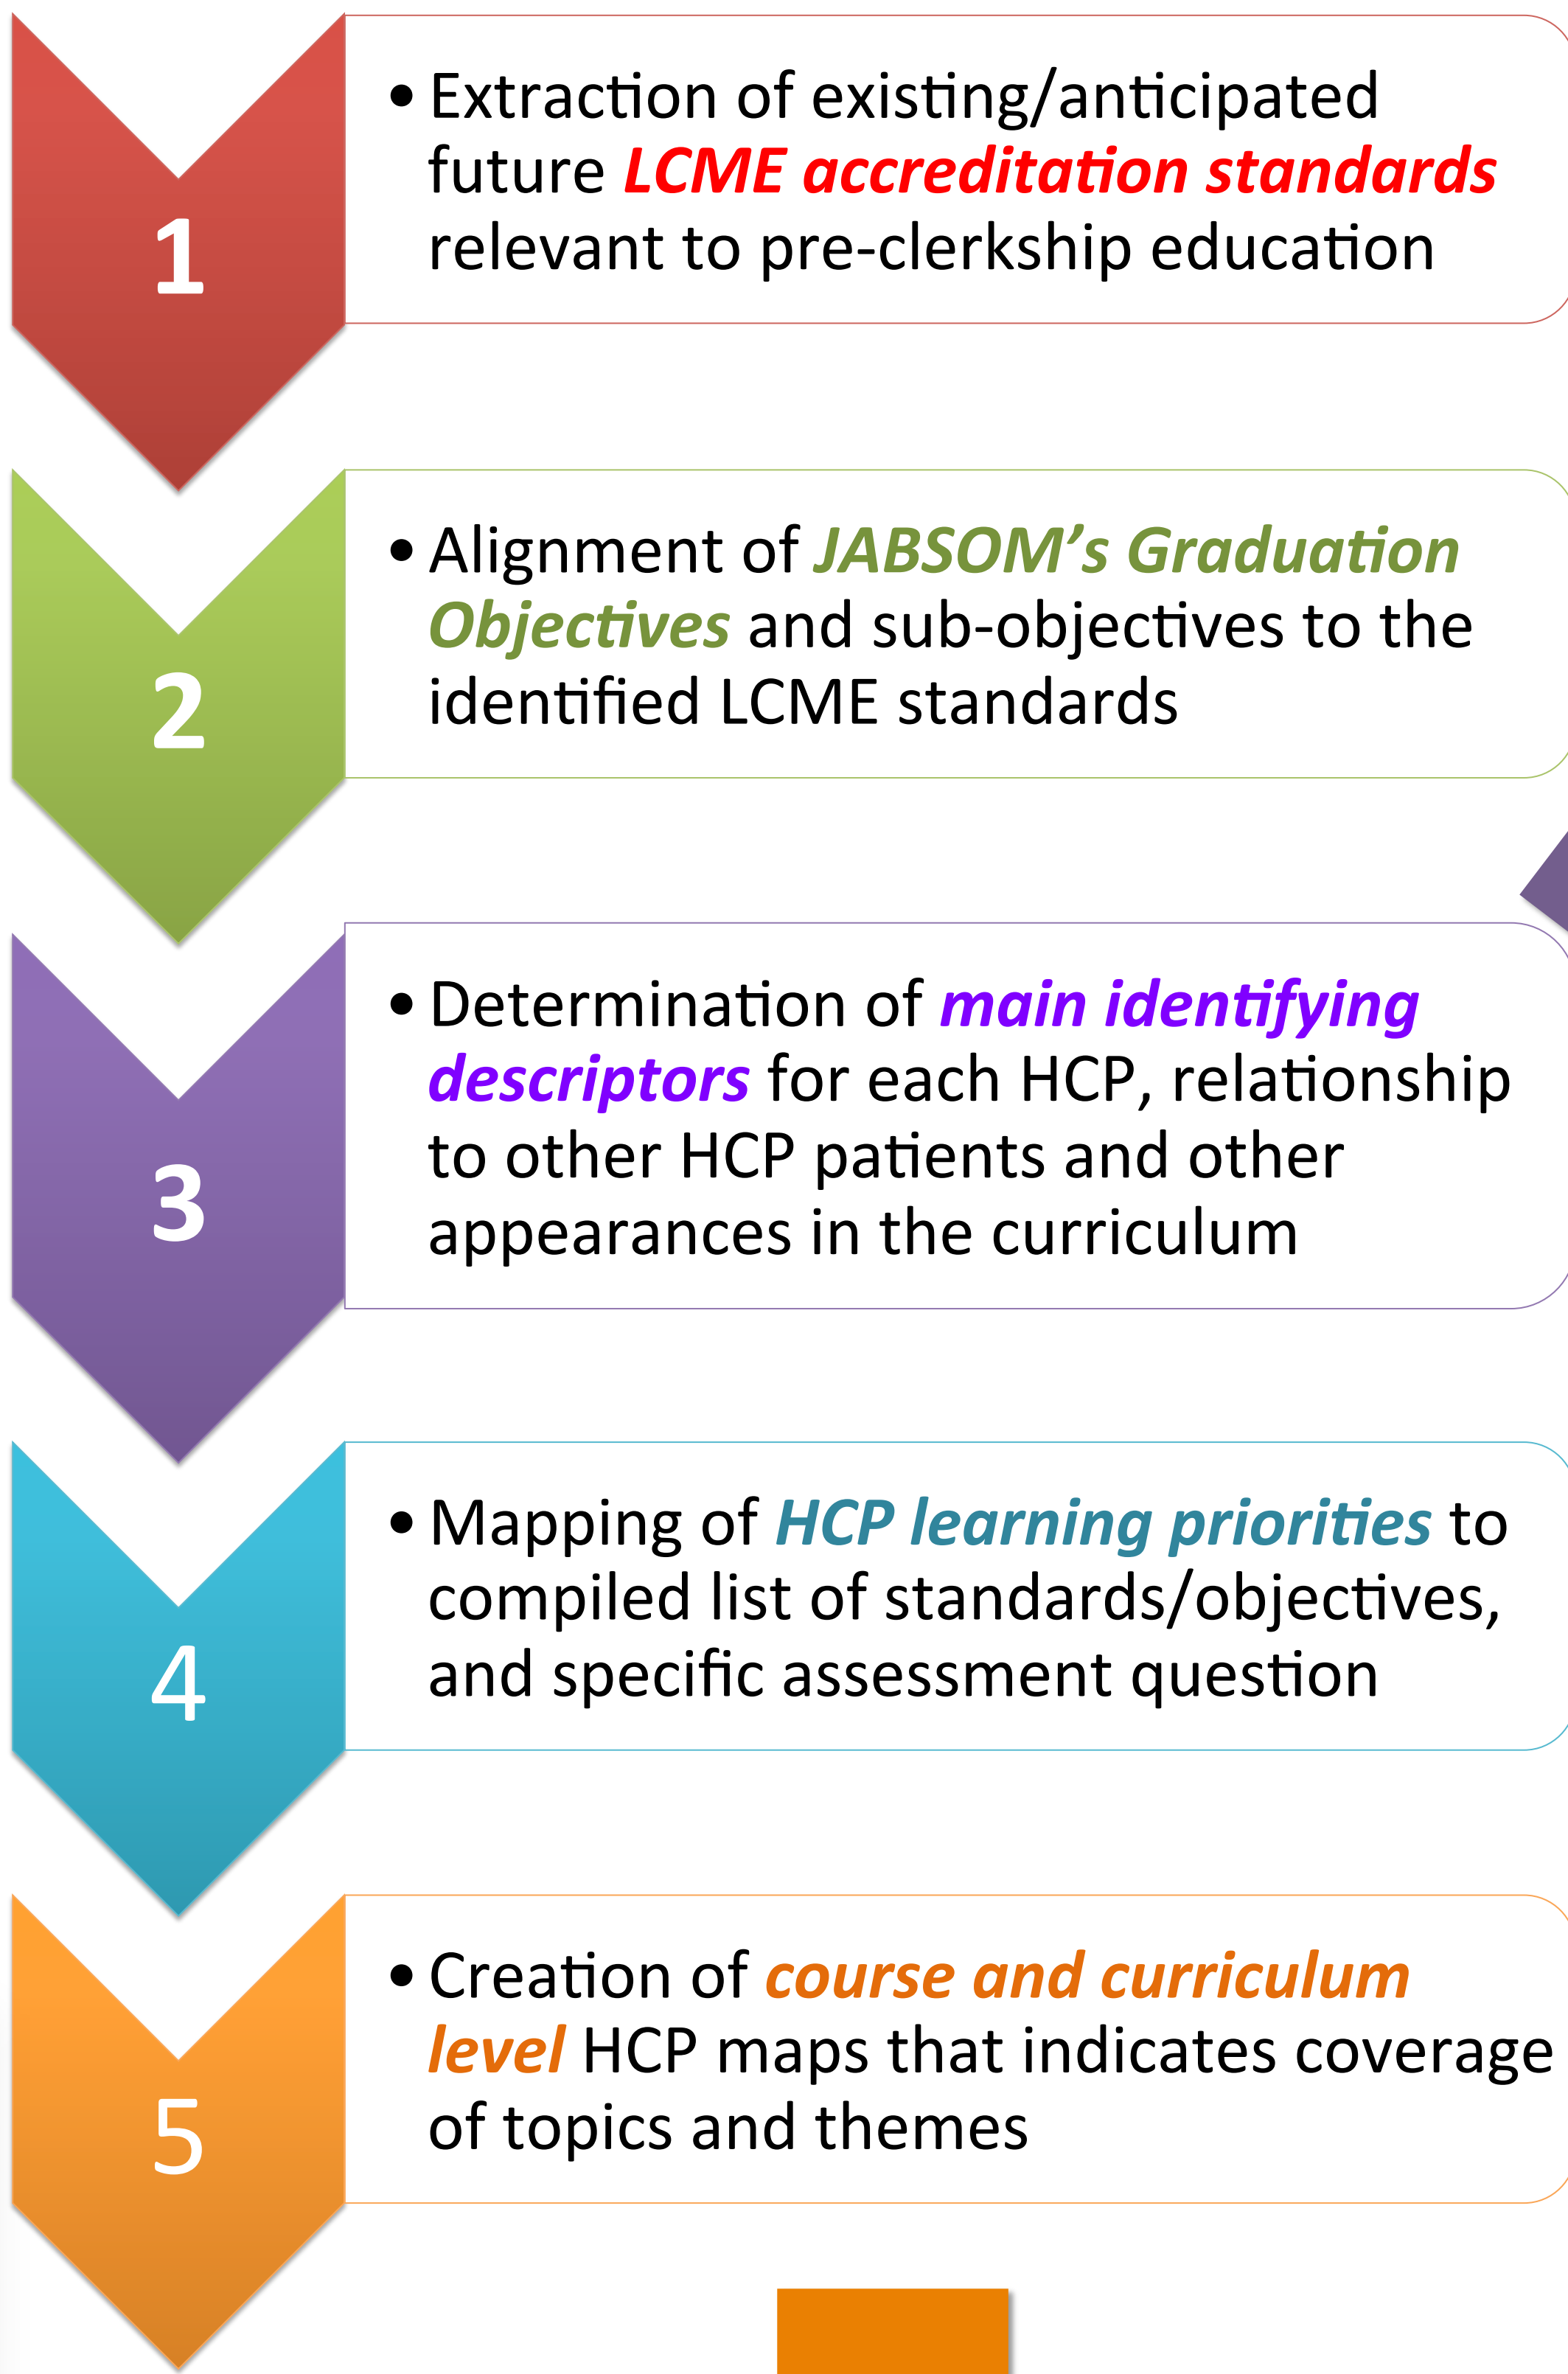 1
• Extraction of existing/anticipated
future LCME accreditation standards
relevant to pre-clerkship education
2
• Alignment of JABSOM’s Graduation
Objectives and sub-objectives to the
identified LCME standards
3
• Determination of main identifying
descriptors for each HCP, relationship
to other HCP patients and other
appearances in the curriculum
4
• Mapping of HCP learning priorities to
compiled list of standards/objectives,
and specific assessment question
5
• Creation of course and curriculum
level HCP maps that indicates coverage
of topics and themes